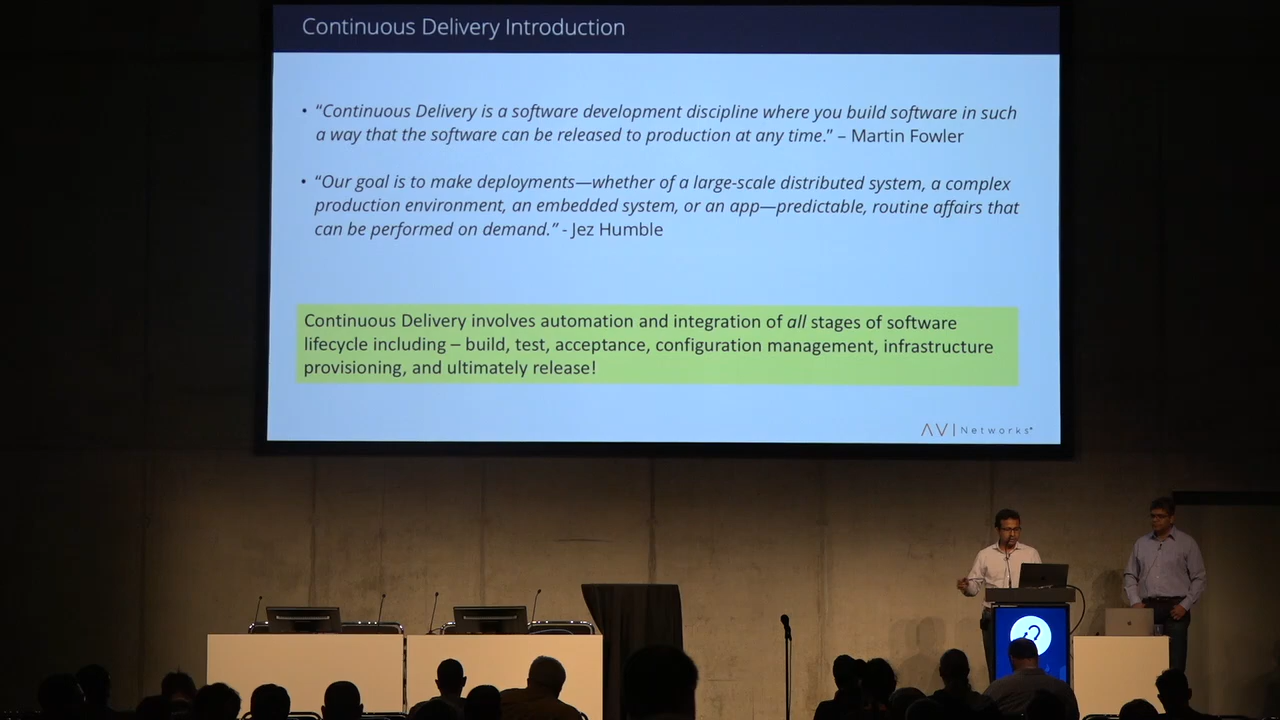 Continuous Delivery Introduction
• “Continuous Delivery is a software development discipline where you build software in such
a way that the software can be released to production at any time.” – Martin Fowler
• “Our goal is to make deployments—whether of a large-scale distributed system, a complex
production environment, an embedded system, or an app—predictable, routine affairs that
can be performed on demand.” - Jez Humble
Continuous Delivery involves automation and integration of all stages of software
lifecycle including – build, test, acceptance, configuration management, infrastructure
provisioning, and ultimately release!
AVI Networks